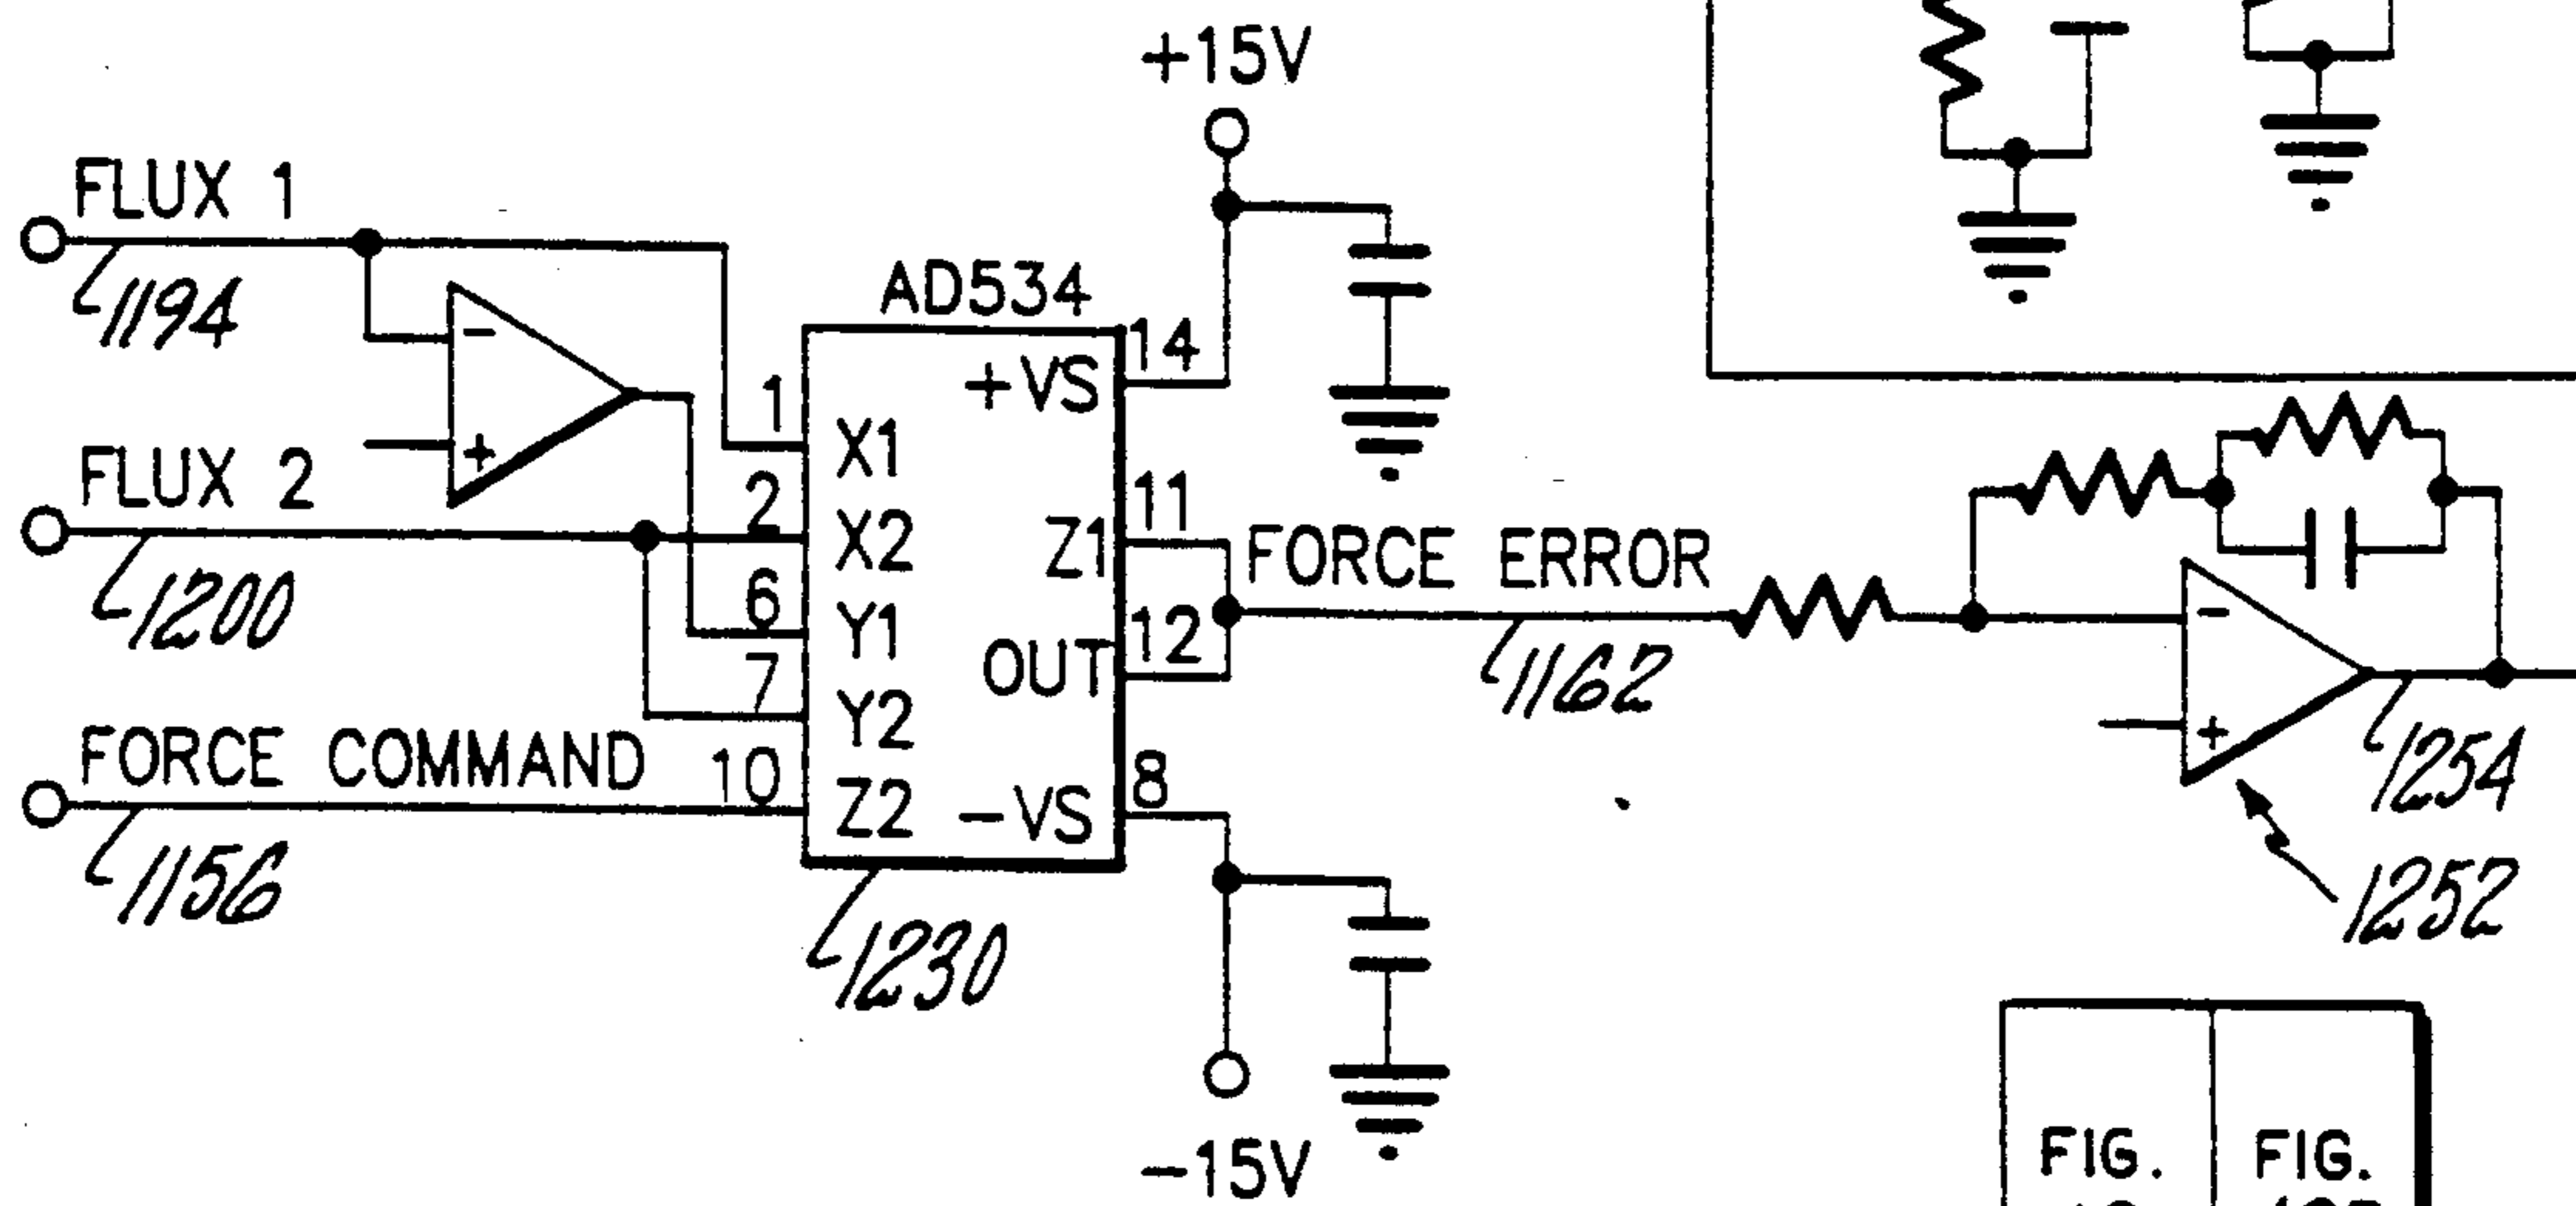 +15V
FLUX 1
1194
AD534
-
+
1
X1
+VS
14
FLUX 2
1200
2
X2
Z1
11
6
Y1
FORCE ERROR
1162
7
Y2
OUT
12
FORCE COMMAND
1156
10
Z2
-VS
8
1230
-15V
-
+
1254
1252
FIG.
FIG.